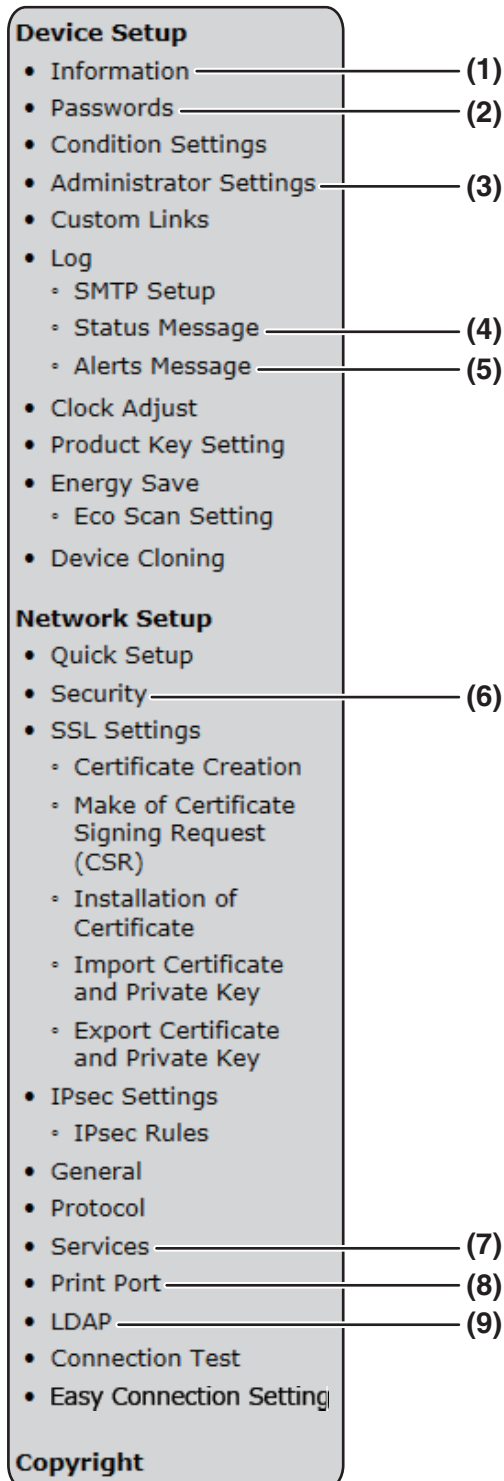 Device Setup
• Information (1)
• Passwords (2)
• Condition Settings
• Administrator Settings (3)
• Custom Links
• Log
◦ SMTP Setup
◦ Status Message (4)
◦ Alerts Message (5)
• Clock Adjust
• Product Key Setting
• Energy Save
◦ Eco Scan Setting
• Device Cloning
Network Setup
• Quick Setup
• Security (6)
• SSL Settings
◦ Certificate Creation
◦ Make of Certificate
Signing Request
(CSR)
◦ Installation of
Certificate
◦ Import Certificate
and Private Key
◦ Export Certificate
and Private Key
• IPsec Settings
◦ IPsec Rules
• General
• Protocol
• Services (7)
• Print Port (8)
• LDAP (9)
• Connection Test
• Easy Connection Setting
Copyright